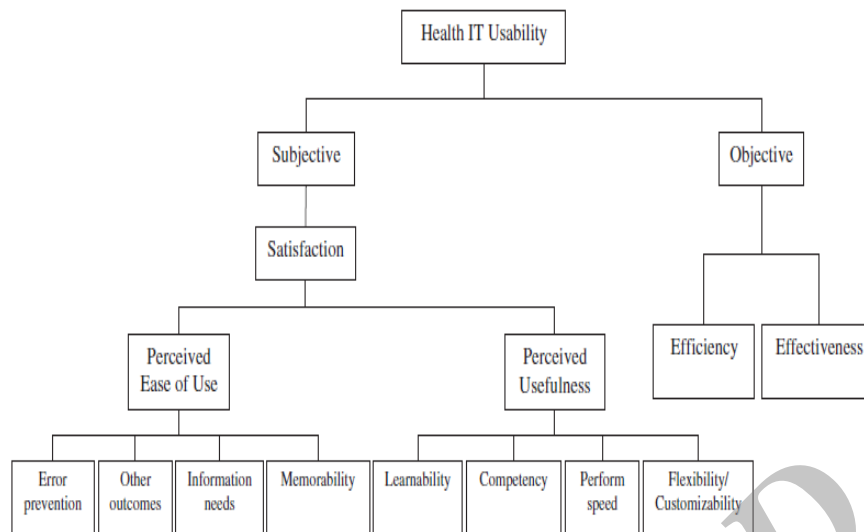 Health IT Usability
Subjective
Objective
Satisfaction
Perceived
Ease of Use
Perceived
Usefulness
Efficiency
Effectiveness
Error
prevention
Other
outcomes
Information
needs
Memorability
Learnability
Competency
Perform
speed
Flexibility/
Customizability